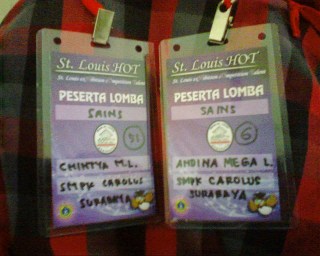 St. Louis HOT
PESERTA LOMBA
SAINS
31
CHINTYA M.L.
SMPK CAROLUS
SURABAYA
St. Louis HOT
PESERTA LOMBA
SAINS
6
ANDINA MEGA L.
SMPK CAROLUS
SURABAYA